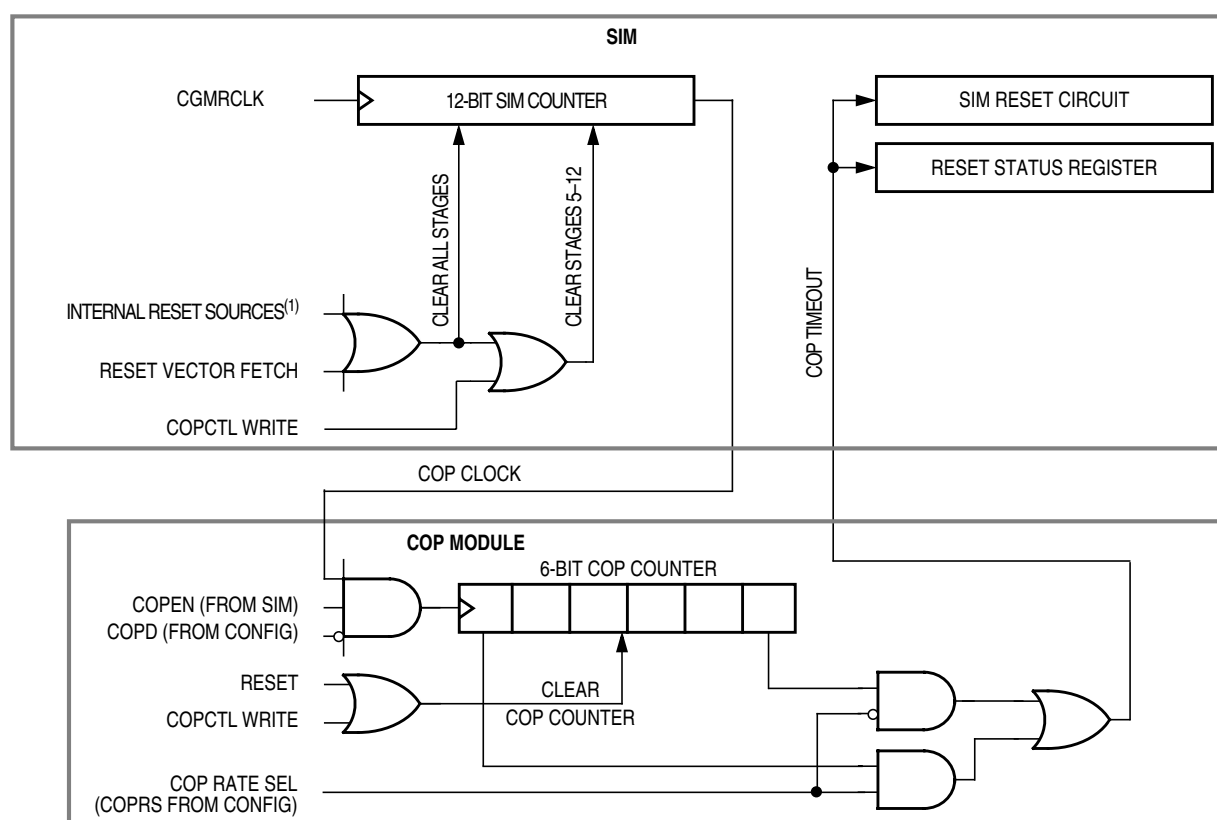 SIM
CGMRCLK
12-BIT SIM COUNTER
SIM RESET CIRCUIT
RESET STATUS REGISTER
CLEAR ALL STAGES
CLEAR STAGES 5–12
COP TIMEOUT
INTERNAL RESET SOURCES(1)
RESET VECTOR FETCH
COPCTL WRITE
COP CLOCK
COP MODULE
6-BIT COP COUNTER
COPEN (FROM SIM)
COPD (FROM CONFIG)
RESET
COPCTL WRITE
CLEAR
COP COUNTER
COP RATE SEL
(COPRS FROM CONFIG)